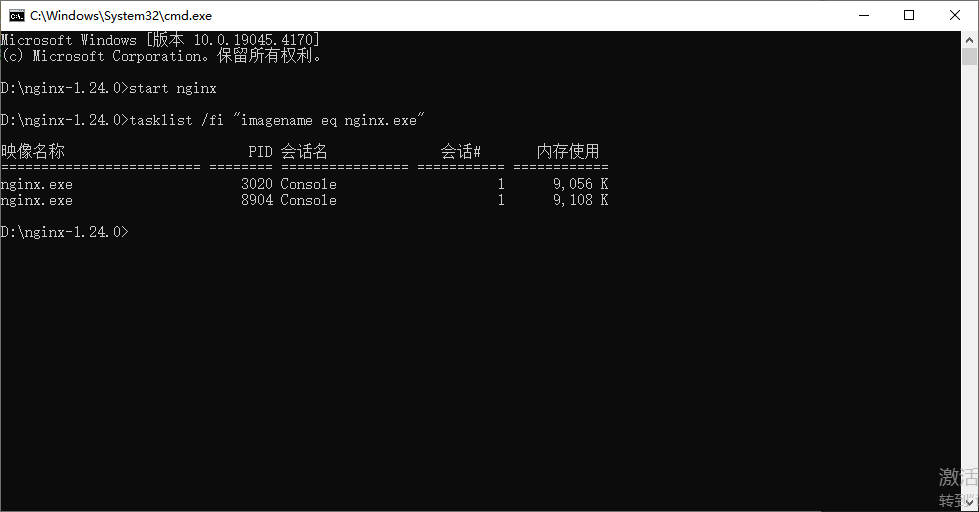 C:\Windows\System32\cmd.exe
Microsoft Windows [版本 10.0.19045.4170]
(c) Microsoft Corporation。保留所有权利。
D:\nginx-1.24.0>start nginx
D:\nginx-1.24.0>tasklist /fi "imagename eq nginx.exe"
映像名称                       PID 会话名              会话#       内存使用
========================= ======== ================ =========== ============
nginx.exe                     3020 Console                    1      9,056 K
nginx.exe                     8904 Console                    1      9,108 K
D:\nginx-1.24.0>
激活
转到